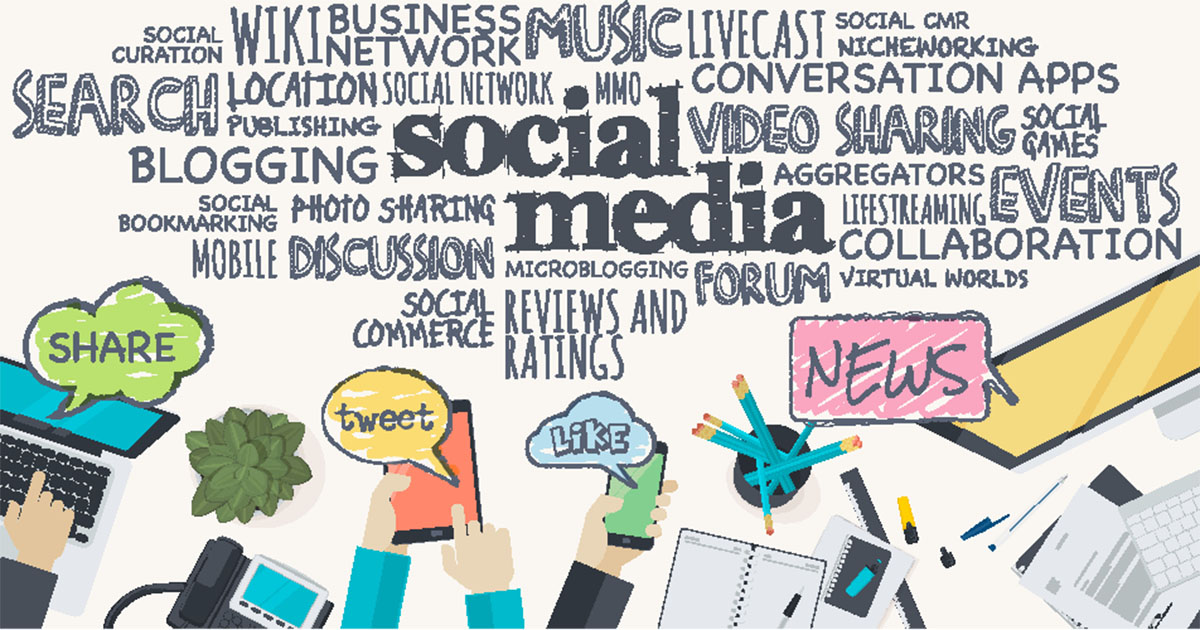 SOCIAL
CURATION
WIKI
BUSINESS
NETWORK
MUSIC
LIVECAST
SOCIAL CMR
NICHEWORKING
SEARCH
LOCATION
PUBLISHING
SOCIAL NETWORK
MMO
CONVERSATION APPS
BLOGGING
social
media
VIDEO SHARING
SOCIAL
GAMES
AGGREGATORS
EVENTS
SOCIAL
BOOKMARKING
PHOTO SHARING
LIFESTREAMING
MOBILE
DISCUSSION
COLLABORATION
MICROBLOGGING
FORUM
VIRTUAL WORLDS
SOCIAL
COMMERCE
REVIEWS AND
RATINGS
SHARE
tweet
LIKE
NEWS